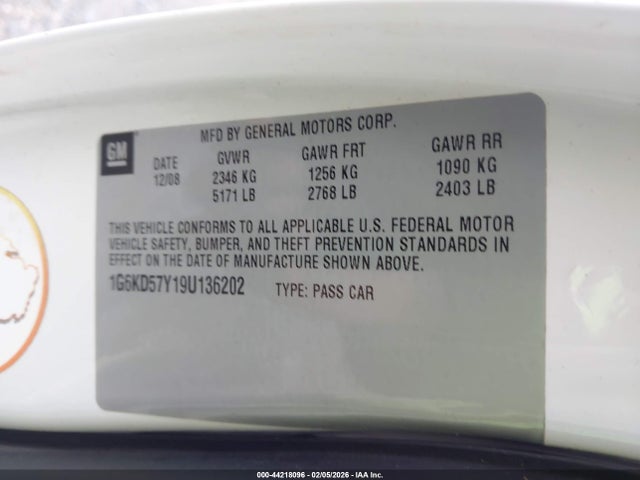 GM
MFD BY GENERAL MOTORS CORP.
DATE GVWR GAWR FRT GAWR RR
12/08 2346 KG 1256 KG 1090 KG
5171 LB 2768 LB 2403 LB
THIS VEHICLE CONFORMS TO ALL APPLICABLE U.S. FEDERAL MOTOR
VEHICLE SAFETY, BUMPER, AND THEFT PREVENTION STANDARDS IN
EFFECT ON THE DATE OF MANUFACTURE SHOWN ABOVE.
1G6KD57Y19U136202 TYPE: PASS CAR
000-44218096 - 02/05/2026 - IAA Inc.